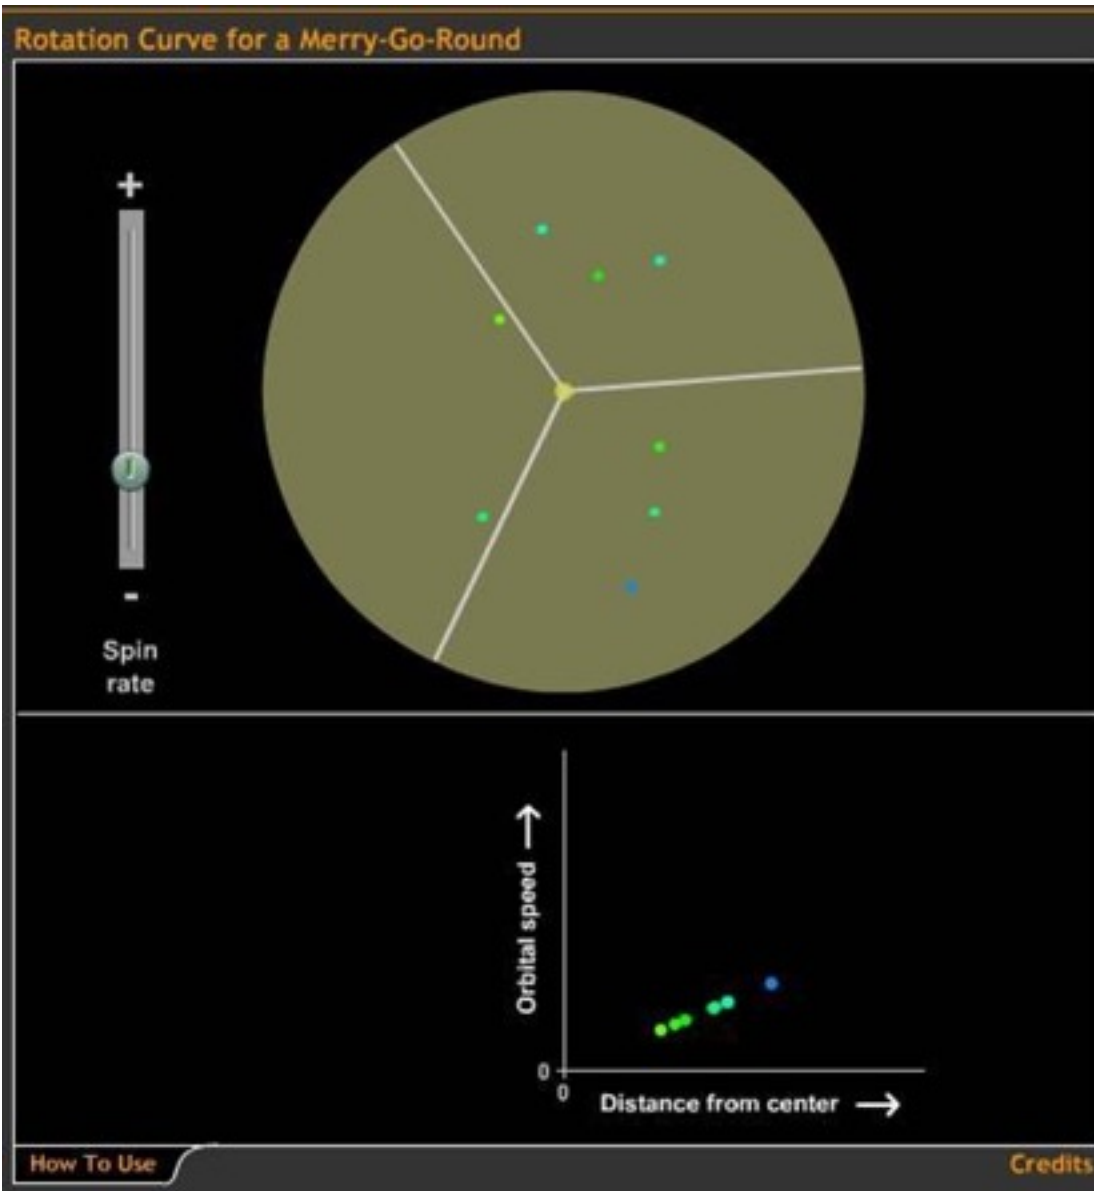 Rotation Curve for a Merry-Go-Round
+
-
Spin
rate
Orbital speed →
0
0
Distance from center →
How To Use
Credits